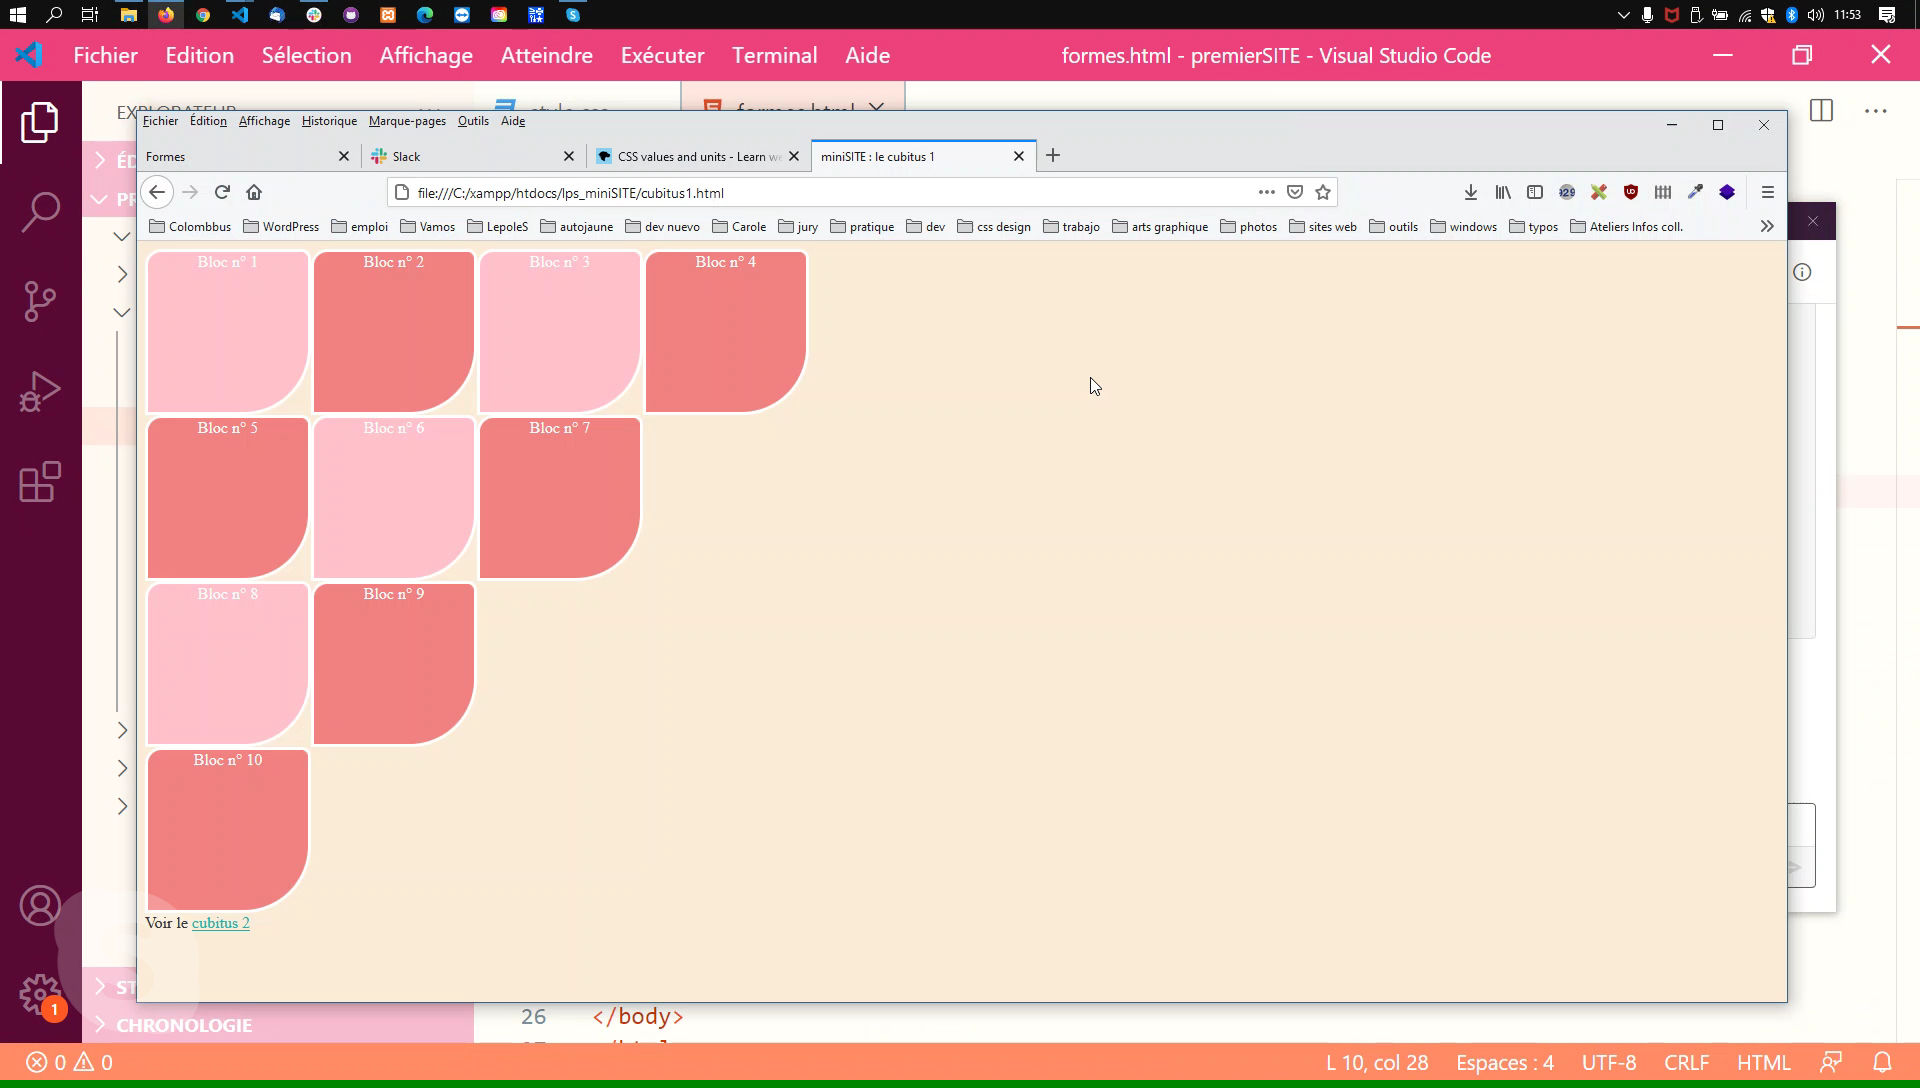 11:53
Fichier Edition Sélection Affichage Atteindre Exécuter Terminal Aide formes.html - premierSITE - Visual Studio Code
Fichier Édition Affichage Historique Marque-pages Outils Aide
Formes Slack CSS values and units - Learn we miniSITE : le cubitus 1
file:///C:/xampp/htdocs/lps_miniSITE/cubitus1.html
Colombbus WordPress emploi Vamos LepoleS autojaune dev nuevo Carole jury pratique dev css design trabajo arts graphique photos sites web outils windows typos Ateliers Infos coll.
Bloc n° 1 Bloc n° 2 Bloc n° 3 Bloc n° 4
Bloc n° 5 Bloc n° 6 Bloc n° 7
Bloc n° 8 Bloc n° 9
Bloc n° 10
Voir le cubitus 2
ST
26 </body>
1
CHRONOLOGIE
0 0 L 10, col 28 Espaces : 4 UTF-8 CRLF HTML